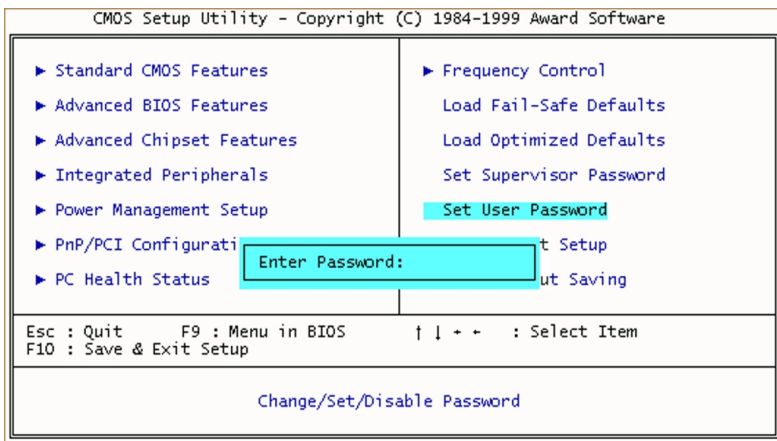 CMOS Setup Utility - Copyright (C) 1984-1999 Award Software
► Standard CMOS Features
► Advanced BIOS Features
► Advanced Chipset Features
► Integrated Peripherals
► Power Management Setup
► PnP/PCI Configurati
► PC Health Status
► Frequency Control
Load Fail-Safe Defaults
Load Optimized Defaults
Set Supervisor Password
Set User Password
t Setup
ut Saving
Enter Password:
Esc : Quit F9 : Menu in BIOS ↑ ↓ + ← : Select Item
F10 : Save & Exit Setup
Change/Set/Disable Password